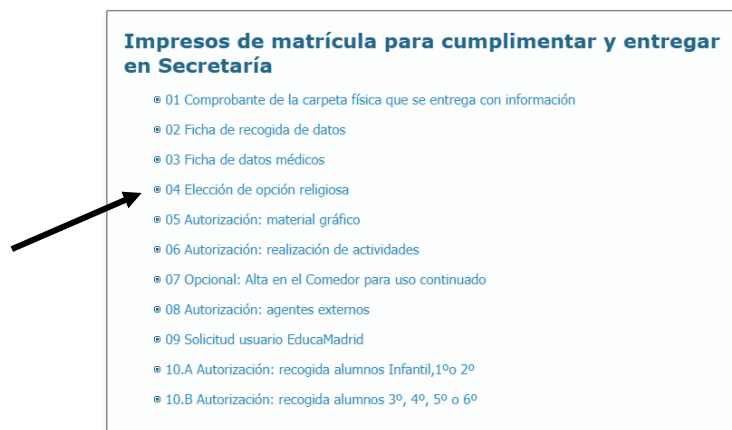 Impresos de matrícula para cumplimentar y entregar
en Secretaría
01 Comprobante de la carpeta física que se entrega con información
02 Ficha de recogida de datos
03 Ficha de datos médicos
04 Elección de opción religiosa
05 Autorización: material gráfico
06 Autorización: realización de actividades
07 Opcional: Alta en el Comedor para uso continuado
08 Autorización: agentes externos
09 Solicitud usuario EducaMadrid
10.A Autorización: recogida alumnos Infantil,1ºo 2º
10.B Autorización: recogida alumnos 3º, 4º, 5º o 6º